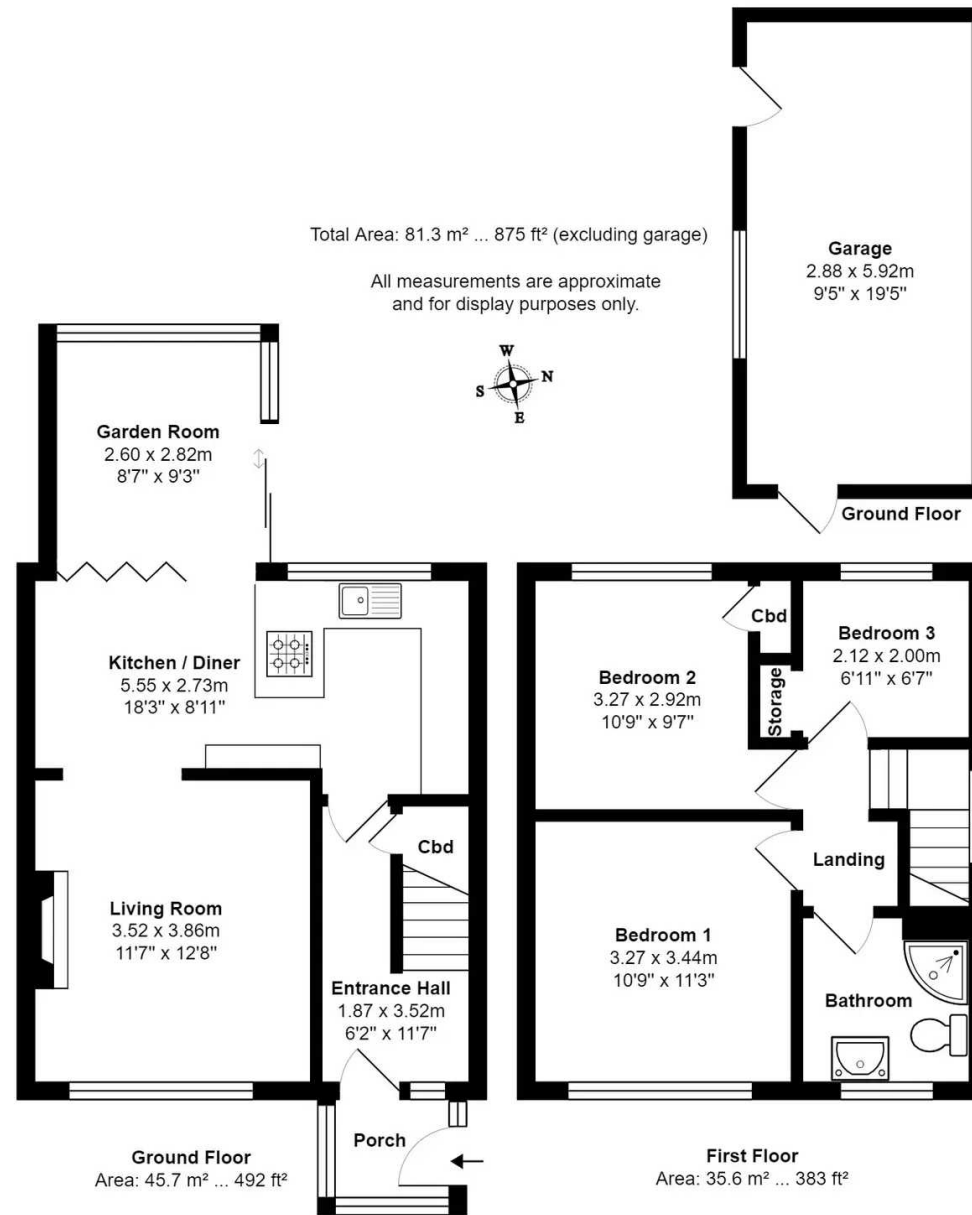 Total Area: 81.3 m² ... 875 ft² (excluding garage)
All measurements are approximate
and for display purposes only.
W
N
S
E
Garage
2.88 x 5.92m
9'5" x 19'5"
Ground Floor
Garden Room
2.60 x 2.82m
8'7" x 9'3"
Kitchen / Diner
5.55 x 2.73m
18'3" x 8'11"
Cbd
Living Room
3.52 x 3.86m
11'7" x 12'8"
Entrance Hall
1.87 x 3.52m
6'2" x 11'7"
Porch
Ground Floor
Area: 45.7 m² ... 492 ft²
Cbd
Bedroom 3
2.12 x 2.00m
6'11" x 6'7"
Bedroom 2
3.27 x 2.92m
10'9" x 9'7"
Storage
Landing
Bedroom 1
3.27 x 3.44m
10'9" x 11'3"
Bathroom
First Floor
Area: 35.6 m² ... 383 ft²